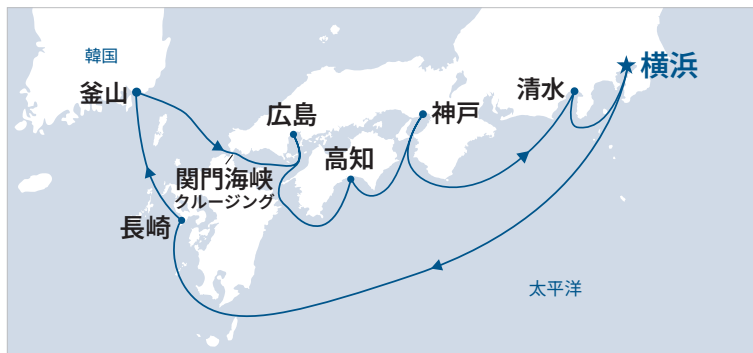 韓国
釜山
広島
神戸
清水
横浜
高知
関門海峡
クルージング
長崎
太平洋